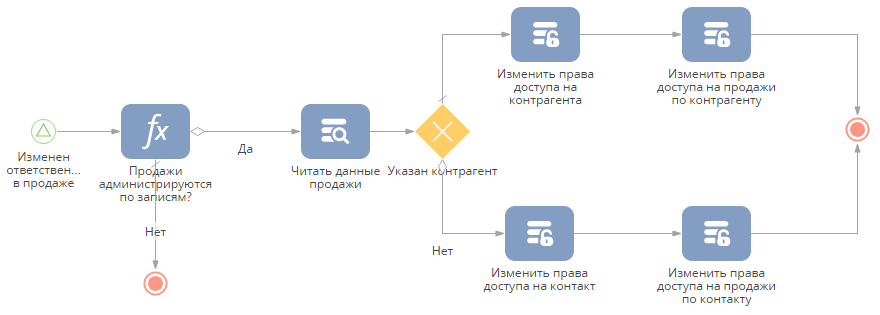 Изменить права
доступа на
контрагента
Изменить права
доступа на продажи
по контрагенту
fx
Изменен
ответствен...
в продаже
Продажи
администрируются
по записям?
Да
Читать данные
продажи
Указан контрагент
Нет
Нет
Изменить права
доступа на контакт
Изменить права
доступа на продажи
по контакту